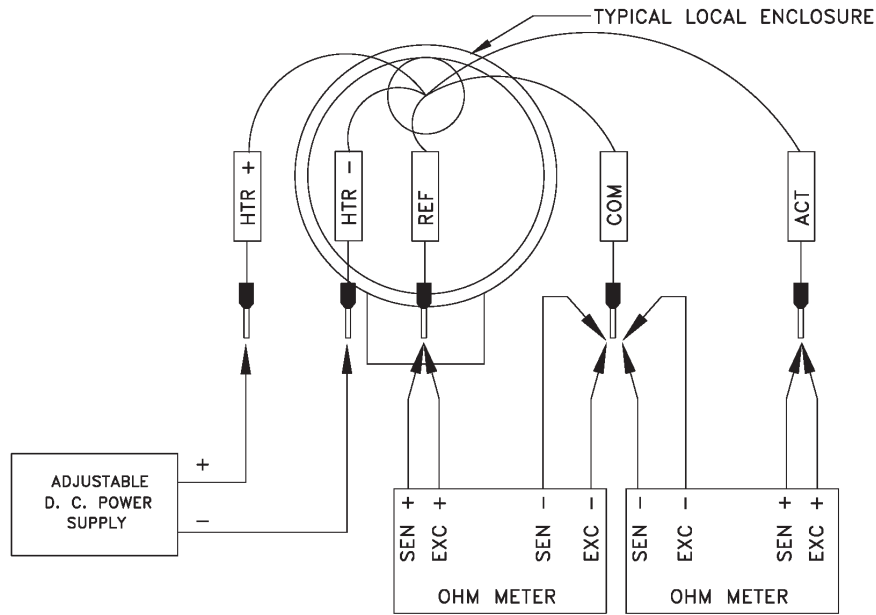 TYPICAL LOCAL ENCLOSURE
HTR +
HTR -
REF
COM
ACT
+
-
ADJUSTABLE
D. C. POWER
SUPPLY
SEN +
EXC +
SEN -
EXC -
OHM METER
SEN -
EXC -
SEN +
EXC +
OHM METER